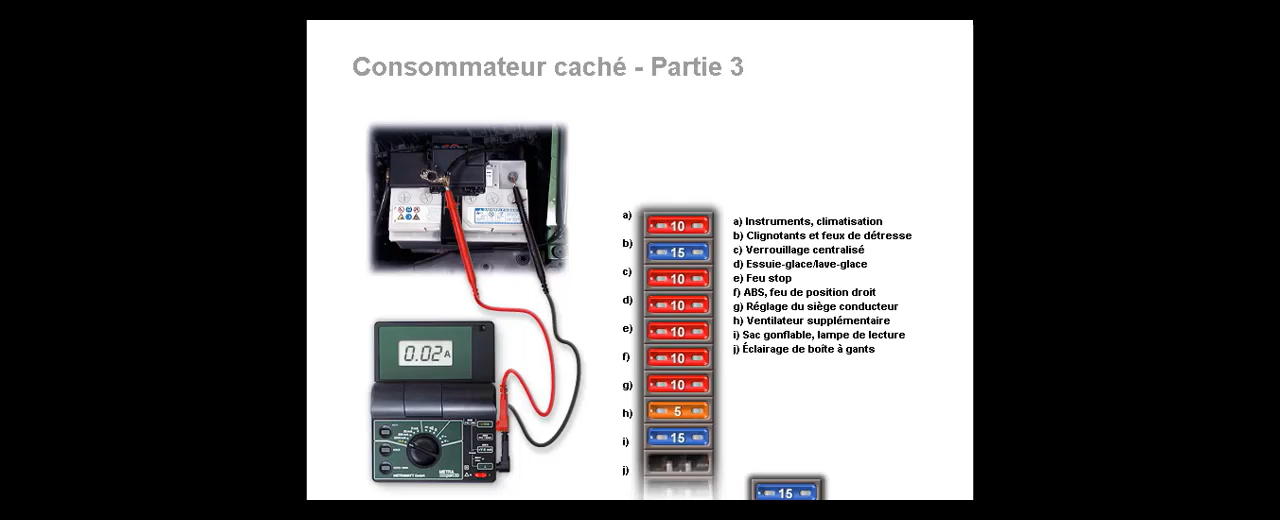 Consommateur caché - Partie 3
0.02 A
METRA
a)
b)
c)
d)
e)
f)
g)
h)
i)
j)
10
15
10
10
10
10
10
5
15
15
a) Instruments, climatisation
b) Clignotants et feux de détresse
c) Verrouillage centralisé
d) Essuie-glace/lave-glace
e) Feu stop
f) ABS, feu de position droit
g) Réglage du siège conducteur
h) Ventilateur supplémentaire
i) Sac gonflable, lampe de lecture
j) Éclairage de boîte à gants